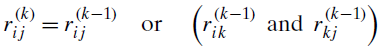 r_{ij}^{(k)} = r_{ij}^{(k−1)} or (r_{ik}^{(k−1)} and r_{kj}^{(k−1)})